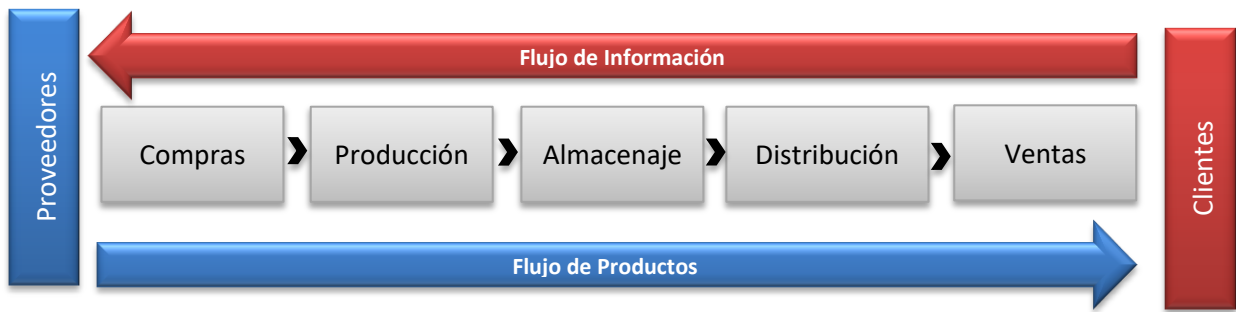 Proveedores
Flujo de Información
Compras
Producción
Almacenaje
Distribución
Ventas
Flujo de Productos
Clientes